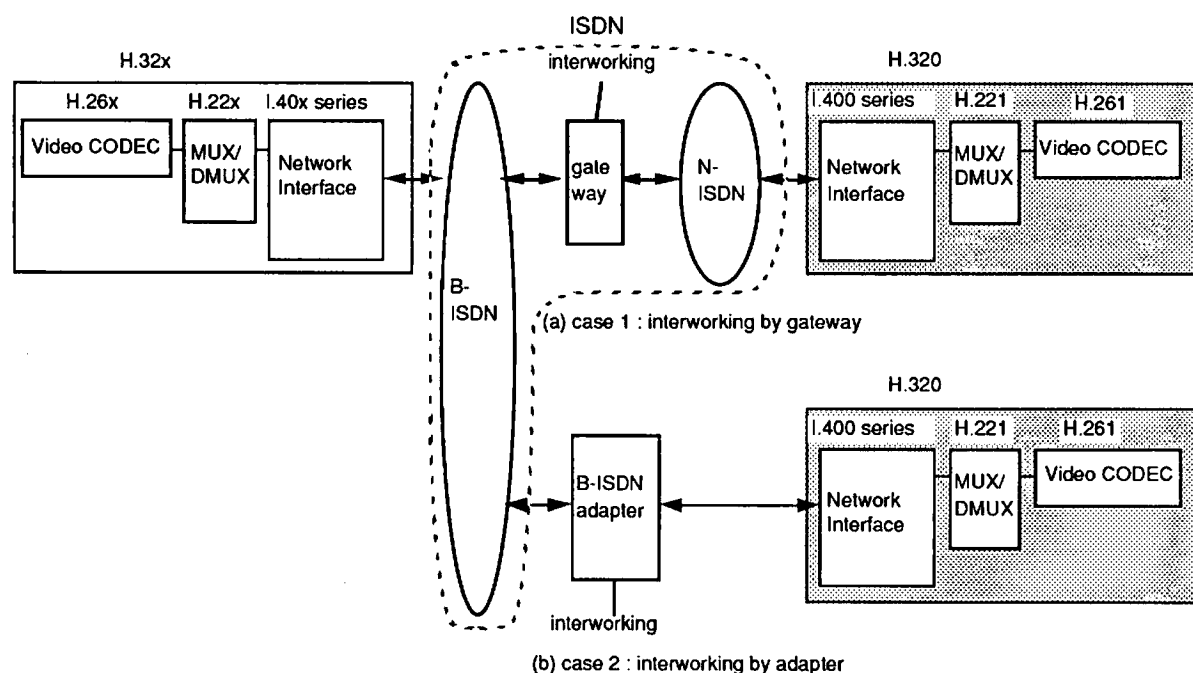 ISDN
interworking
H.32x
H.26x
H.22x
I.40x series
Video CODEC
MUX/
DMUX
Network
Interface
B-
ISDN
gate
way
N-
ISDN
H.320
I.400 series
H.221
H.261
Network
Interface
MUX/
DMUX
Video CODEC
(a) case 1 : interworking by gateway
H.320
I.400 series
H.221
H.261
B-ISDN
adapter
Network
Interface
MUX/
DMUX
Video CODEC
interworking
(b) case 2 : interworking by adapter